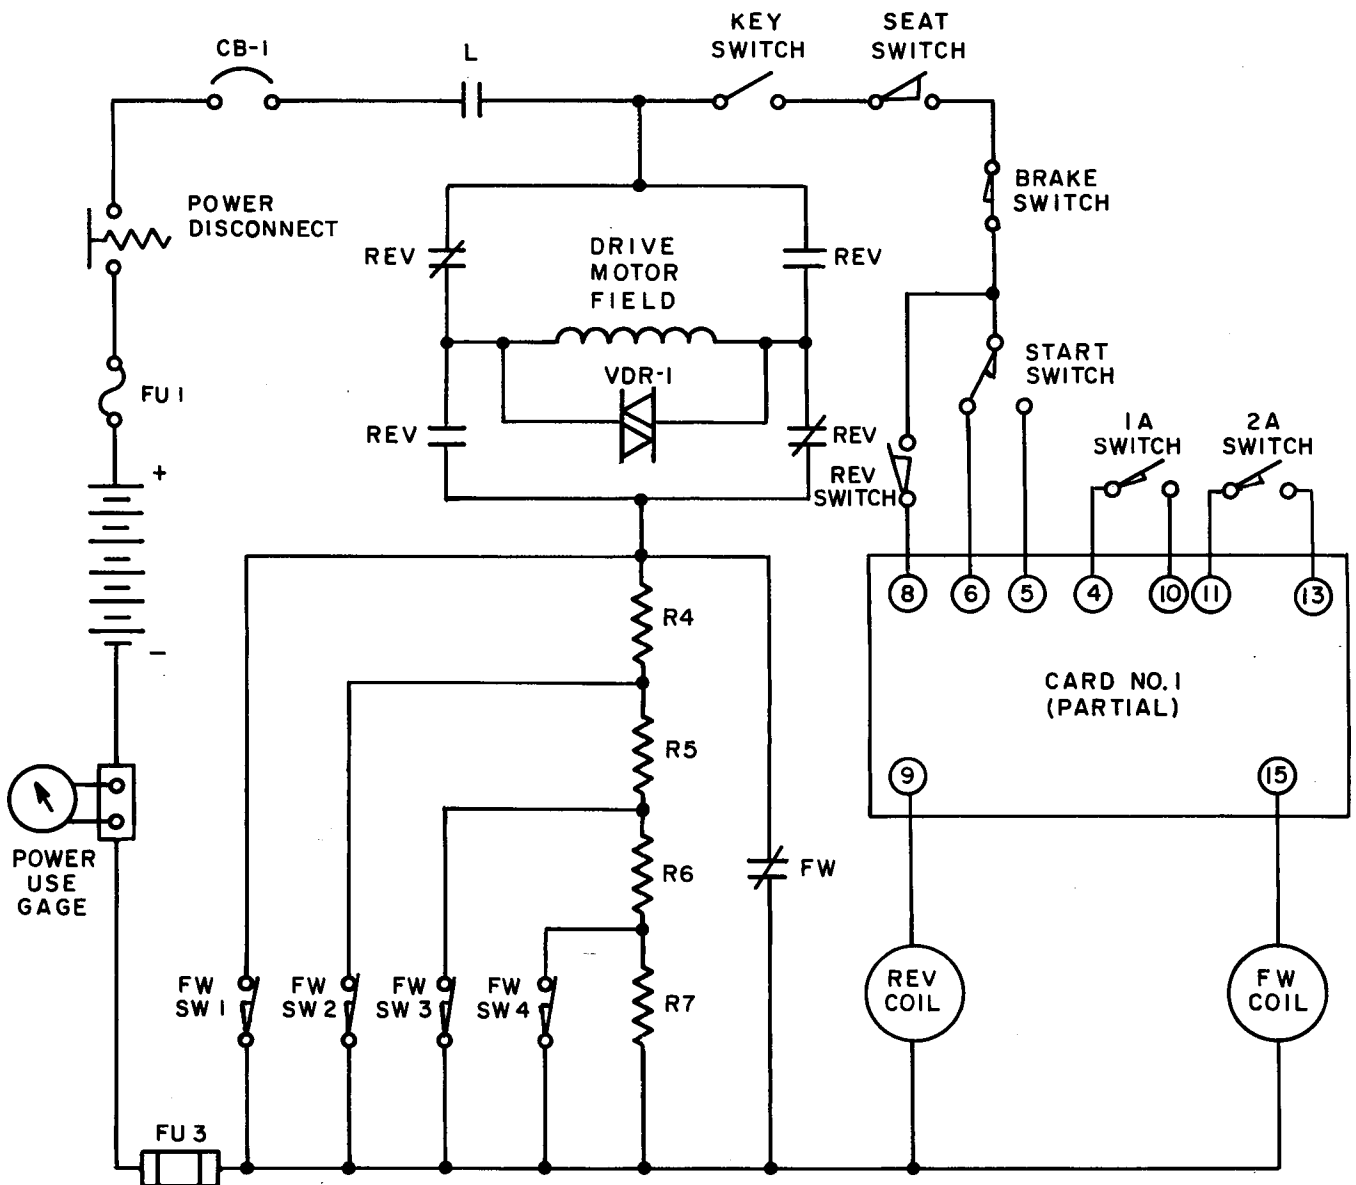 KEY
SWITCH
SEAT
SWITCH
CB-1
L
POWER
DISCONNECT
BRAKE
SWITCH
REV
DRIVE
MOTOR
FIELD
REV
START
SWITCH
FU 1
VDR-1
1A
SWITCH
2A
SWITCH
REV
REV
REV
SWITCH
+
−
8
6
5
4
10
11
13
R4
CARD NO. 1
(PARTIAL)
R5
9
15
POWER
USE
GAGE
R6
FW
FW
SW 1
FW
SW 2
FW
SW 3
FW
SW 4
R7
REV
COIL
FW
COIL
FU 3